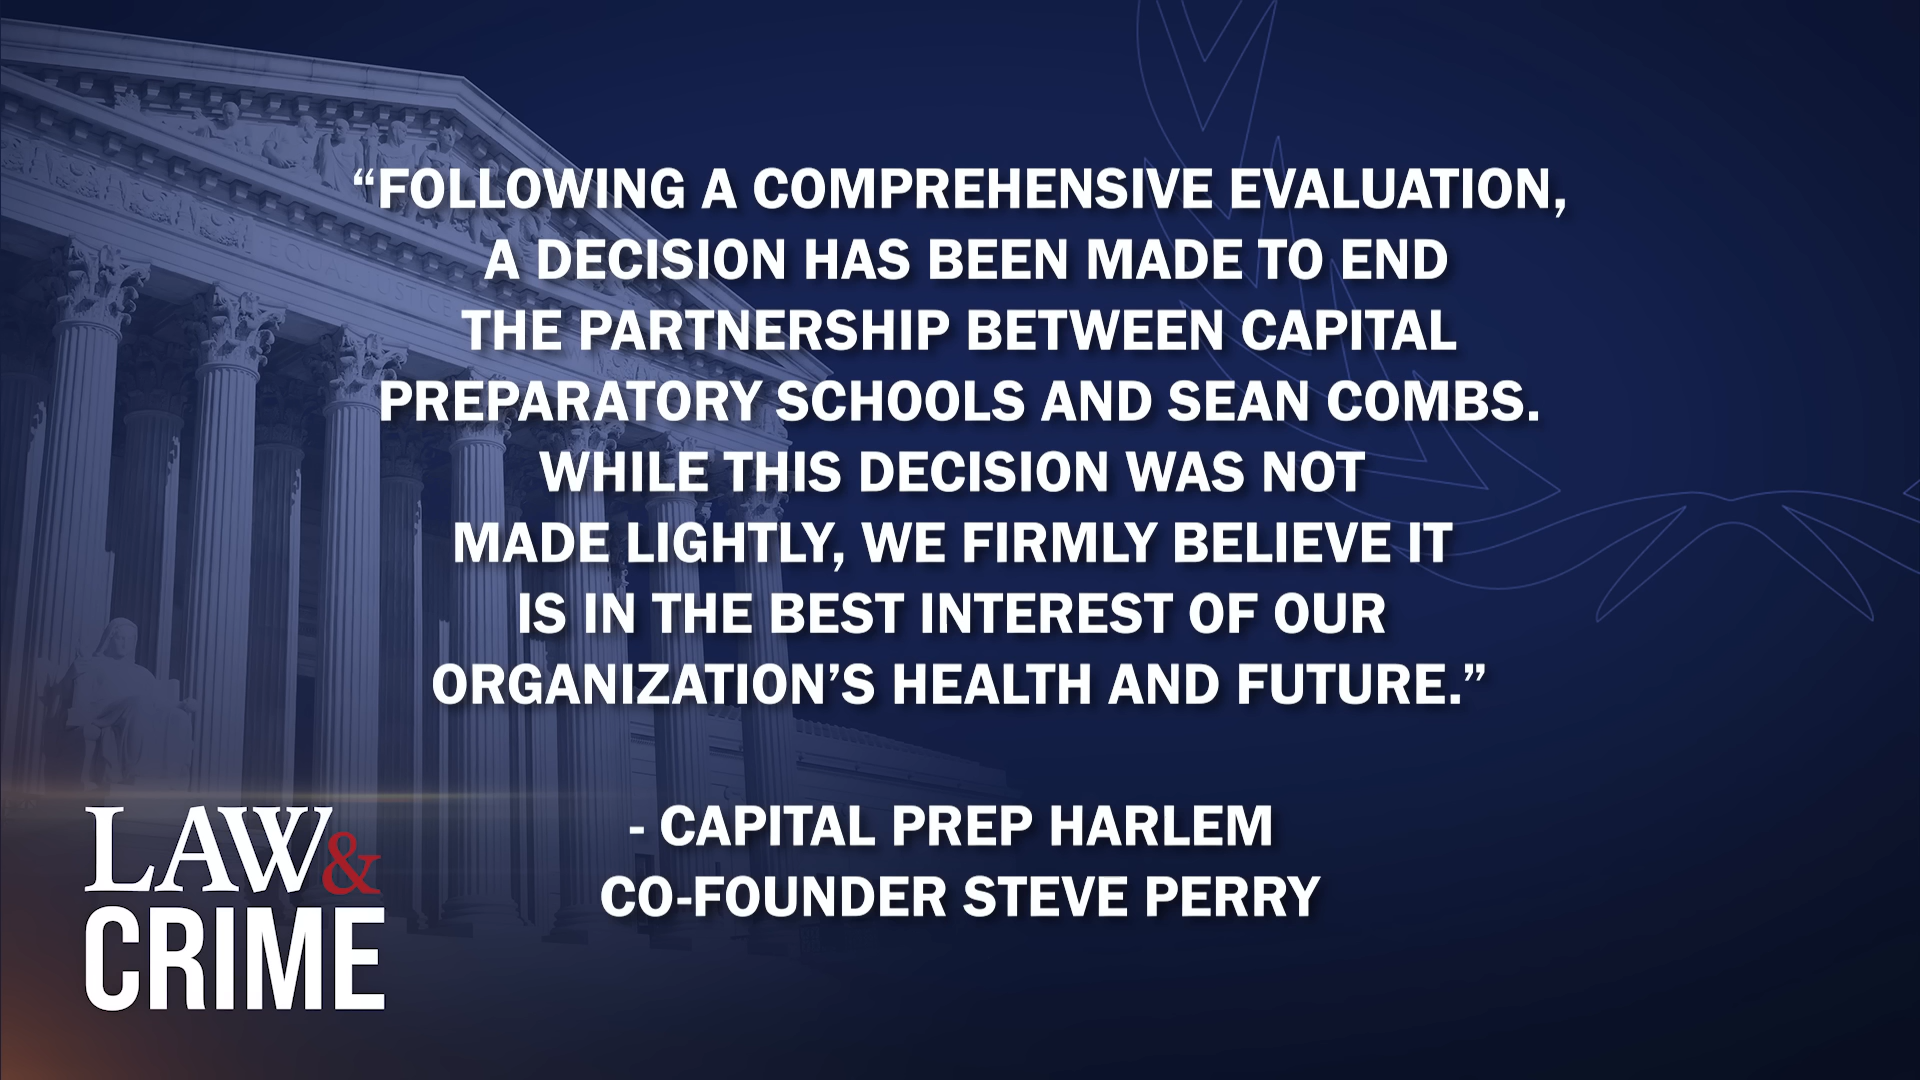 “FOLLOWING A COMPREHENSIVE EVALUATION,
A DECISION HAS BEEN MADE TO END
THE PARTNERSHIP BETWEEN CAPITAL
PREPARATORY SCHOOLS AND SEAN COMBS.
WHILE THIS DECISION WAS NOT
MADE LIGHTLY, WE FIRMLY BELIEVE IT
IS IN THE BEST INTEREST OF OUR
ORGANIZATION’S HEALTH AND FUTURE.”
- CAPITAL PREP HARLEM
CO-FOUNDER STEVE PERRY
LAW&
CRIME
EQUAL JUSTICE